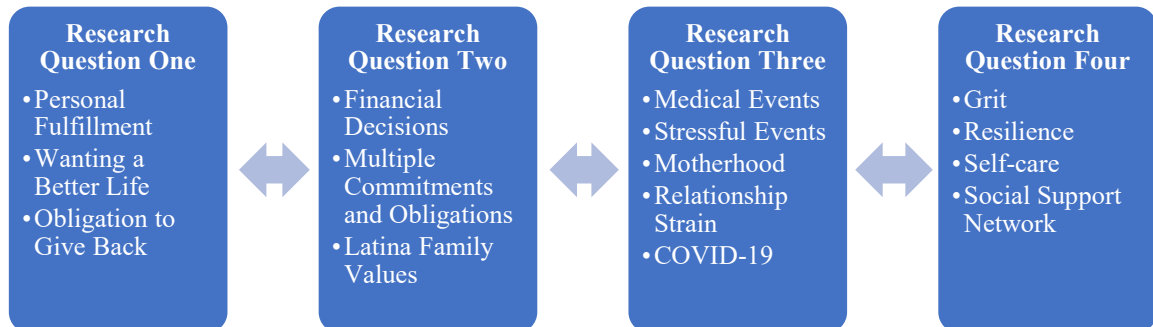 Research
Question One
•Personal
Fulfillment
•Wanting a
Better Life
•Obligation to
Give Back
Research
Question Two
•Financial
Decisions
•Multiple
Commitments
and Obligations
•Latina Family
Values
Research
Question Three
•Medical Events
•Stressful Events
•Motherhood
•Relationship
Strain
•COVID-19
Research
Question Four
•Grit
•Resilience
•Self-care
•Social Support
Network